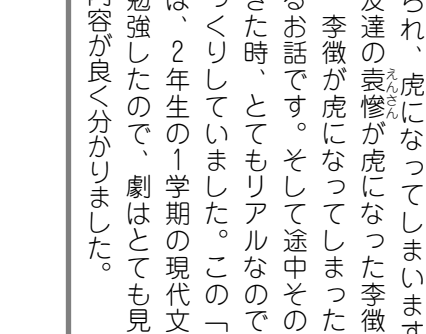 られ、虎になってしまいます
友達の袁傪が虎になった李徴
李徴が虎になってしまった
るお話です。そして途中その
きた時、とてもリアルなので
っくりしていました。この「
は、2年生の1学期の現代文
勉強したので、劇はとても見
内容が良く分かりました。